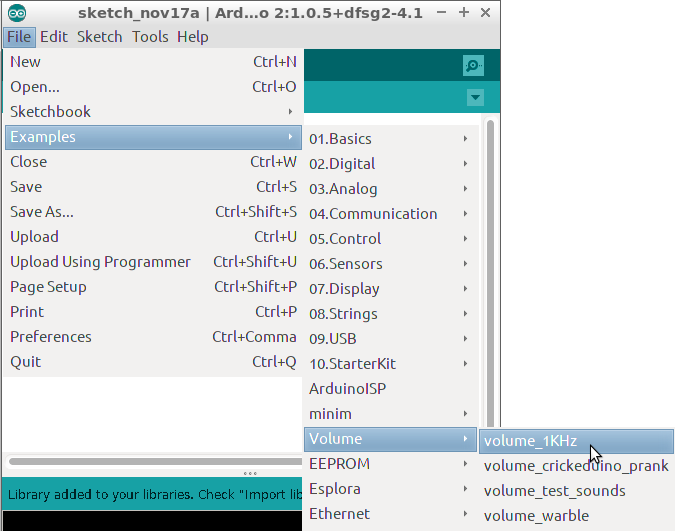 sketch_nov17a | Ard...o 2:1.0.5+dfsg2-4.1
File Edit Sketch Tools Help
New Ctrl+N
Open... Ctrl+O
Sketchbook
Examples
Close Ctrl+W
Save Ctrl+S
Save As... Ctrl+Shift+S
Upload Ctrl+U
Upload Using Programmer Ctrl+Shift+U
Page Setup Ctrl+Shift+P
Print Ctrl+P
Preferences Ctrl+Comma
Quit Ctrl+Q
01.Basics
02.Digital
03.Analog
04.Communication
05.Control
06.Sensors
07.Display
08.Strings
09.USB
10.StarterKit
ArduinoISP
minim
Volume
EEPROM
Esplora
Ethernet
volume_1KHz
volume_crickeduino_prank
volume_test_sounds
volume_warble
Library added to your libraries. Check "Import lib